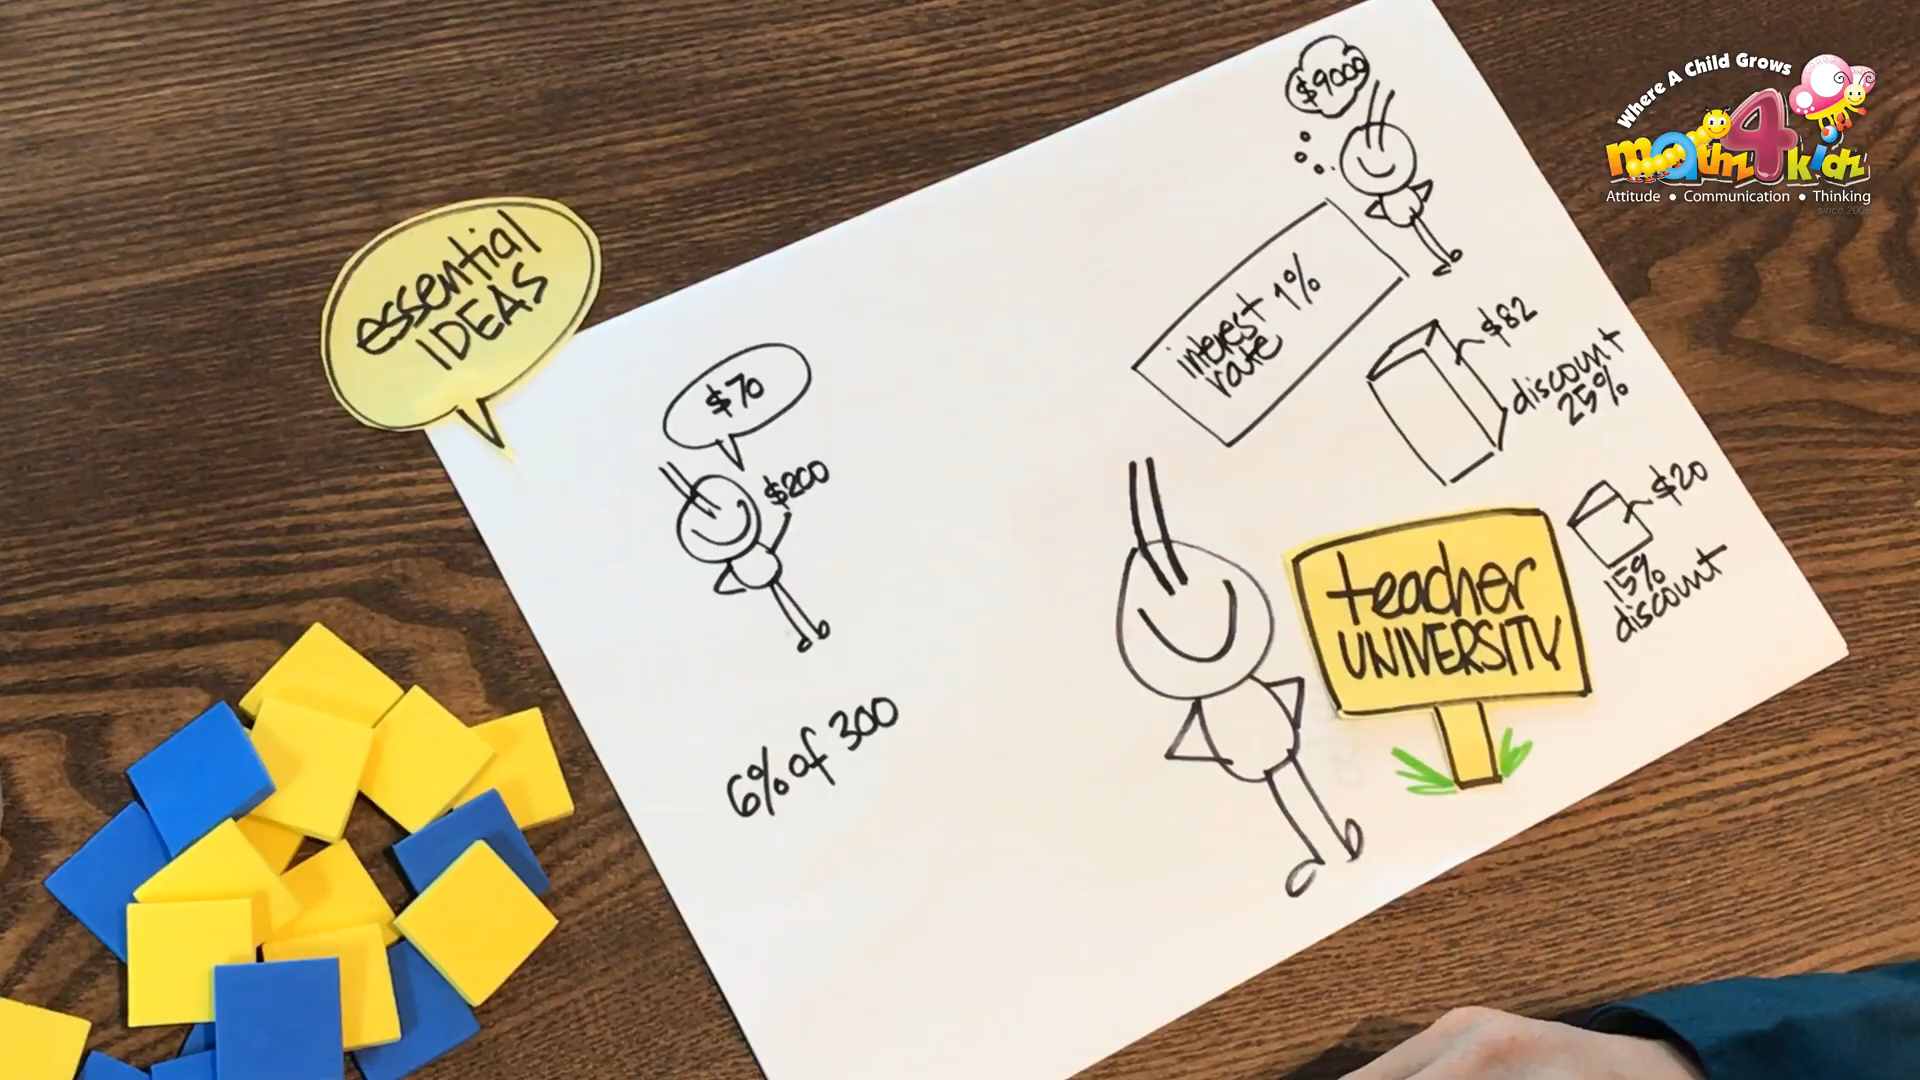 Where A Child Grows
mathz4kidz
Attitude • Communication • Thinking
essential
IDEAS
$9000
interest 1%
rate
$82
discount
25%
$70
$200
$20
15%
discount
teacher
UNIVERSITY
6% of 300